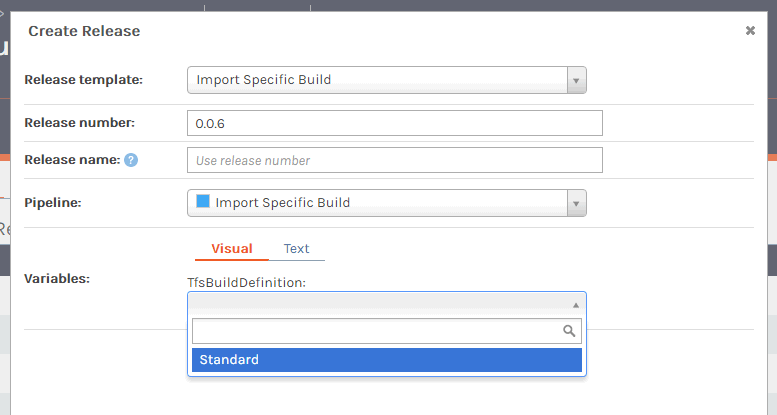 Create Release
Release template: Import Specific Build
Release number: 0.0.6
Release name: ? Use release number
Pipeline: Import Specific Build
Visual Text
Variables:
TfsBuildDefinition:
Standard